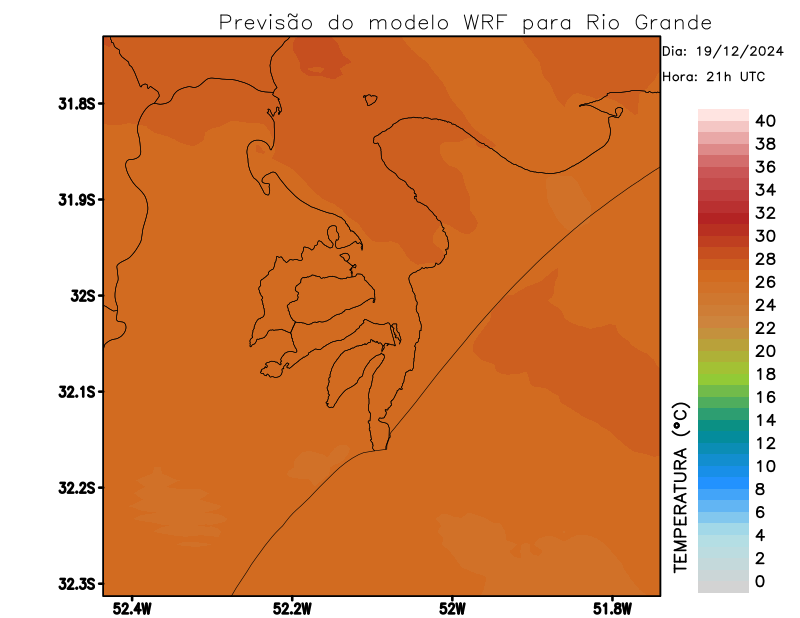 Previsão do modelo WRF para Rio Grande
Dia: 19/12/2024
Hora: 21h UTC
31.8S
31.9S
32S
32.1S
32.2S
32.3S
52.4W
52.2W
52W
51.8W
TEMPERATURA (°C)
40
38
36
34
32
30
28
26
24
22
20
18
16
14
12
10
8
6
4
2
0